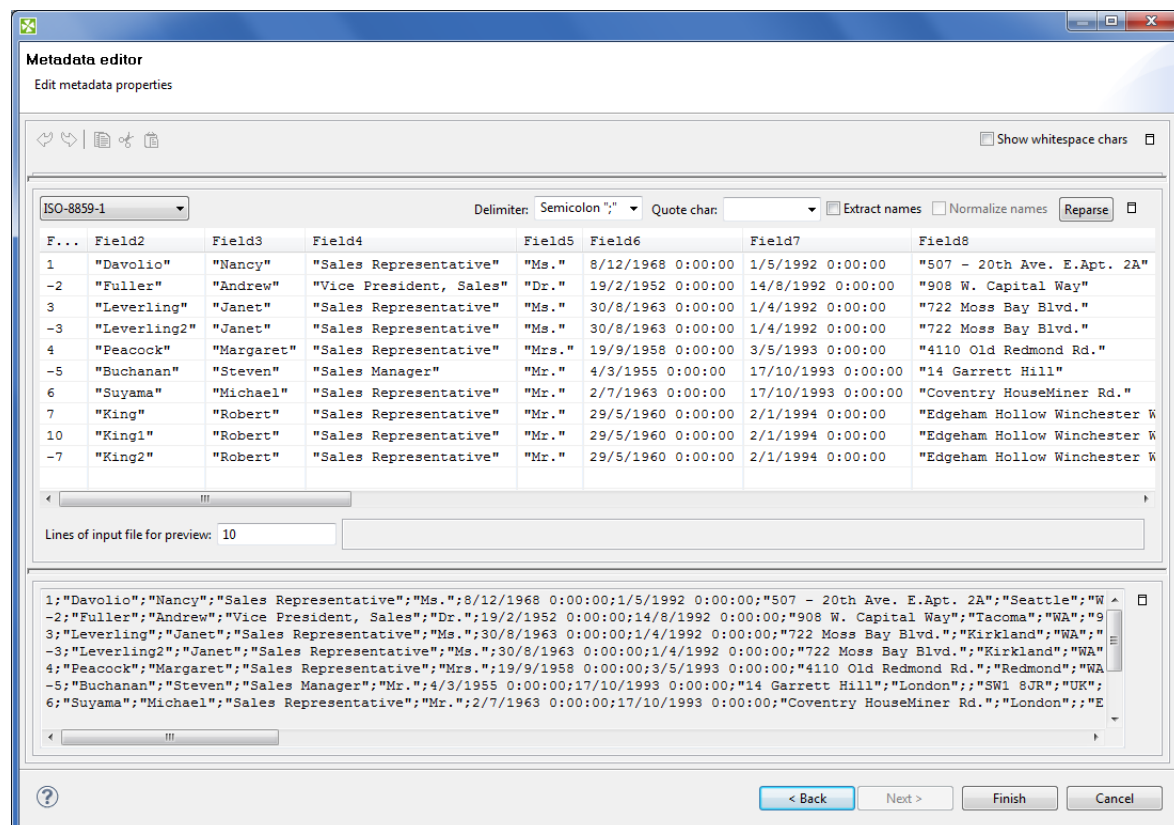 Metadata editor
Edit metadata properties
Show whitespace chars
ISO-8859-1 Delimiter: Semicolon ";" Quote char: Extract names Normalize names Reparse
F... Field2 Field3 Field4 Field5 Field6 Field7 Field8
1 "Davolio" "Nancy" "Sales Representative" "Ms." 8/12/1968 0:00:00 1/5/1992 0:00:00 "507 - 20th Ave. E.Apt. 2A"
-2 "Fuller" "Andrew" "Vice President, Sales" "Dr." 19/2/1952 0:00:00 14/8/1992 0:00:00 "908 W. Capital Way"
3 "Leverling" "Janet" "Sales Representative" "Ms." 30/8/1963 0:00:00 1/4/1992 0:00:00 "722 Moss Bay Blvd."
-3 "Leverling2" "Janet" "Sales Representative" "Ms." 30/8/1963 0:00:00 1/4/1992 0:00:00 "722 Moss Bay Blvd."
4 "Peacock" "Margaret" "Sales Representative" "Mrs." 19/9/1958 0:00:00 3/5/1993 0:00:00 "4110 Old Redmond Rd."
-5 "Buchanan" "Steven" "Sales Manager" "Mr." 4/3/1955 0:00:00 17/10/1993 0:00:00 "14 Garrett Hill"
6 "Suyama" "Michael" "Sales Representative" "Mr." 2/7/1963 0:00:00 17/10/1993 0:00:00 "Coventry HouseMiner Rd."
7 "King" "Robert" "Sales Representative" "Mr." 29/5/1960 0:00:00 2/1/1994 0:00:00 "Edgeham Hollow Winchester W
10 "King1" "Robert" "Sales Representative" "Mr." 29/5/1960 0:00:00 2/1/1994 0:00:00 "Edgeham Hollow Winchester W
-7 "King2" "Robert" "Sales Representative" "Mr." 29/5/1960 0:00:00 2/1/1994 0:00:00 "Edgeham Hollow Winchester W
Lines of input file for preview: 10
1;"Davolio";"Nancy";"Sales Representative";"Ms.";8/12/1968 0:00:00;1/5/1992 0:00:00;"507 - 20th Ave. E.Apt. 2A";"Seattle";"W
-2;"Fuller";"Andrew";"Vice President, Sales";"Dr.";19/2/1952 0:00:00;14/8/1992 0:00:00;"908 W. Capital Way";"Tacoma";"WA";"9
3;"Leverling";"Janet";"Sales Representative";"Ms.";30/8/1963 0:00:00;1/4/1992 0:00:00;"722 Moss Bay Blvd.";"Kirkland";"WA";"
-3;"Leverling2";"Janet";"Sales Representative";"Ms.";30/8/1963 0:00:00;1/4/1992 0:00:00;"722 Moss Bay Blvd.";"Kirkland";"WA"
4;"Peacock";"Margaret";"Sales Representative";"Mrs.";19/9/1958 0:00:00;3/5/1993 0:00:00;"4110 Old Redmond Rd.";"Redmond";"WA
-5;"Buchanan";"Steven";"Sales Manager";"Mr.";4/3/1955 0:00:00;17/10/1993 0:00:00;"14 Garrett Hill";"London";;"SW1 8JR";"UK";
6;"Suyama";"Michael";"Sales Representative";"Mr.";2/7/1963 0:00:00;17/10/1993 0:00:00;"Coventry HouseMiner Rd.";"London";;"E
< Back Next > Finish Cancel